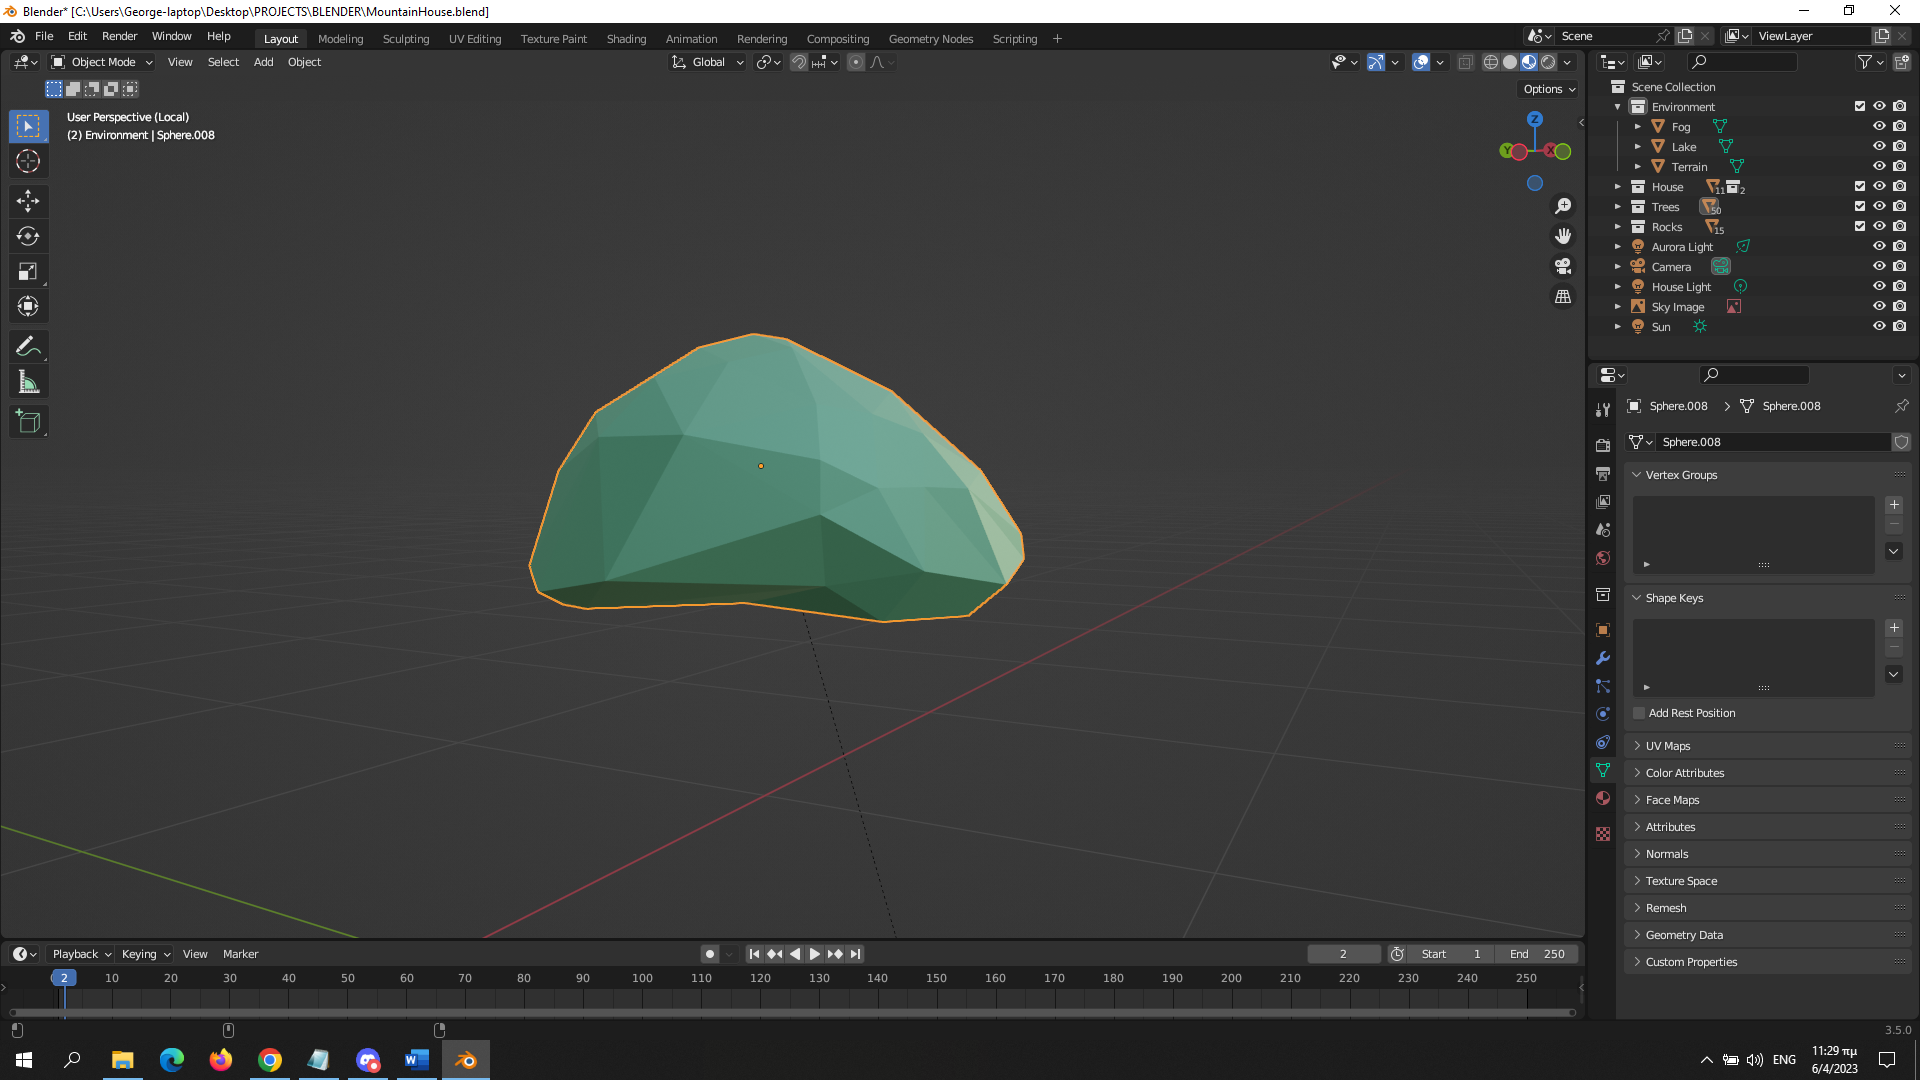 Blender* [C:\Users\George-laptop\Desktop\PROJECTS\BLENDER\MountainHouse.blend]
File Edit Render Window Help Layout Modeling Sculpting UV Editing Texture Paint Shading Animation Rendering Compositing Geometry Nodes Scripting + Scene ViewLayer
Object Mode View Select Add Object Global
Options
User Perspective (Local)
(2) Environment | Sphere.008
Z
Y X
Scene Collection
Environment
Fog
Lake
Terrain
House 11 2
Trees 50
Rocks 15
Aurora Light
Camera
House Light
Sky Image
Sun
Sphere.008 > Sphere.008
Sphere.008
Vertex Groups
Shape Keys
Add Rest Position
UV Maps
Color Attributes
Face Maps
Attributes
Normals
Texture Space
Remesh
Geometry Data
Custom Properties
Playback Keying View Marker 2 Start 1 End 250
2 10 20 30 40 50 60 70 80 90 100 110 120 130 140 150 160 170 180 190 200 210 220 230 240 250
3.5.0
ENG
11:29 πμ
6/4/2023